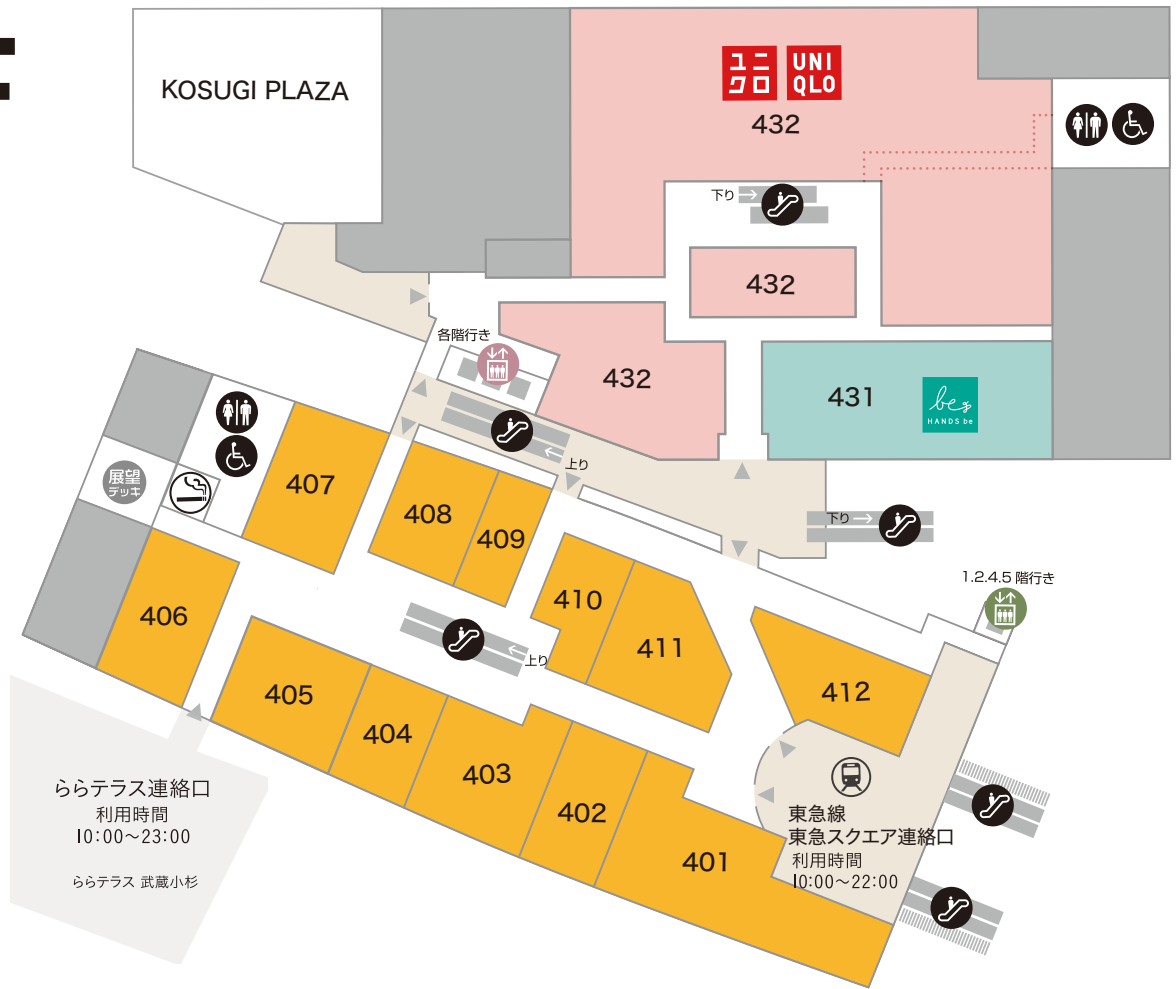 KOSUGI PLAZA
ユニクロ
UNIQLO
432
下り→
432
各階行き
432
431
be
HANDS be
上り
407
408
409
展望
デッキ
下り→
1.2.4.5 階行き
410
411
406
上り
412
405
404
403
402
401
東急線
東急スクエア連絡口
利用時間
10:00〜22:00
ららテラス連絡口
利用時間
10:00〜23:00
ららテラス 武蔵小杉